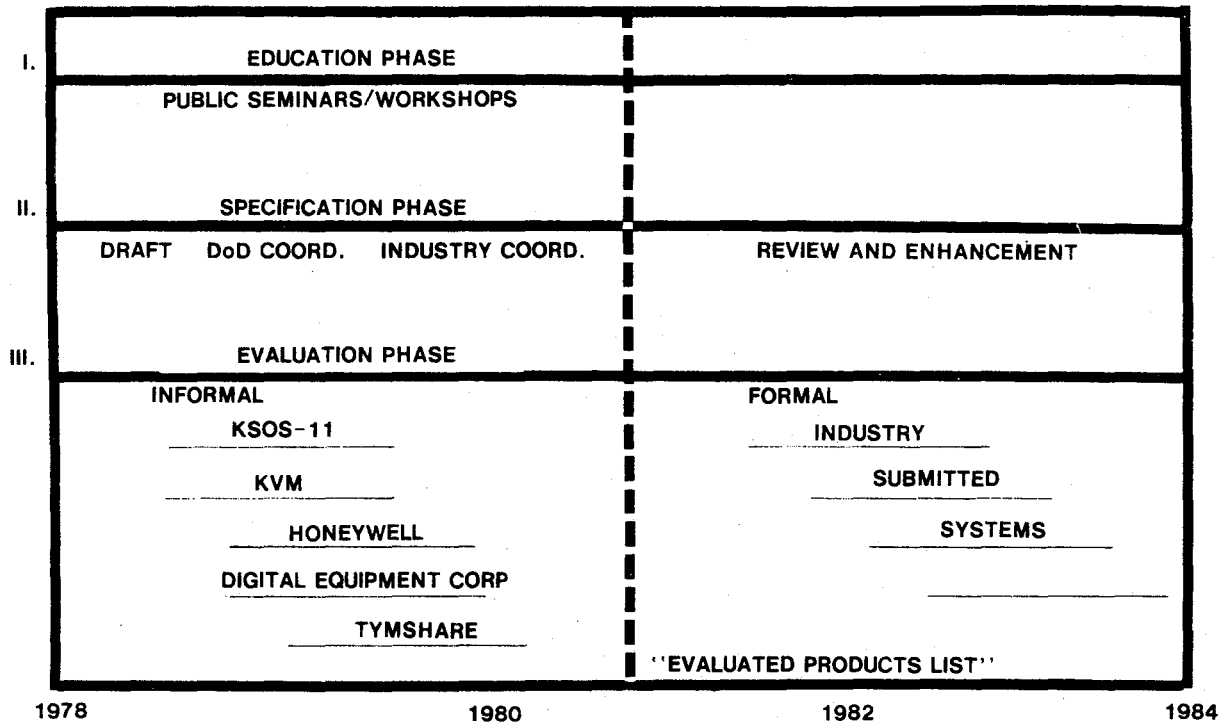 I. EDUCATION PHASE
PUBLIC SEMINARS/WORKSHOPS
II. SPECIFICATION PHASE
DRAFT DoD COORD. INDUSTRY COORD. REVIEW AND ENHANCEMENT
III. EVALUATION PHASE
INFORMAL FORMAL
KSOS-11 INDUSTRY
KVM SUBMITTED
HONEYWELL SYSTEMS
DIGITAL EQUIPMENT CORP
TYMSHARE
''EVALUATED PRODUCTS LIST''
1978 1980 1982 1984